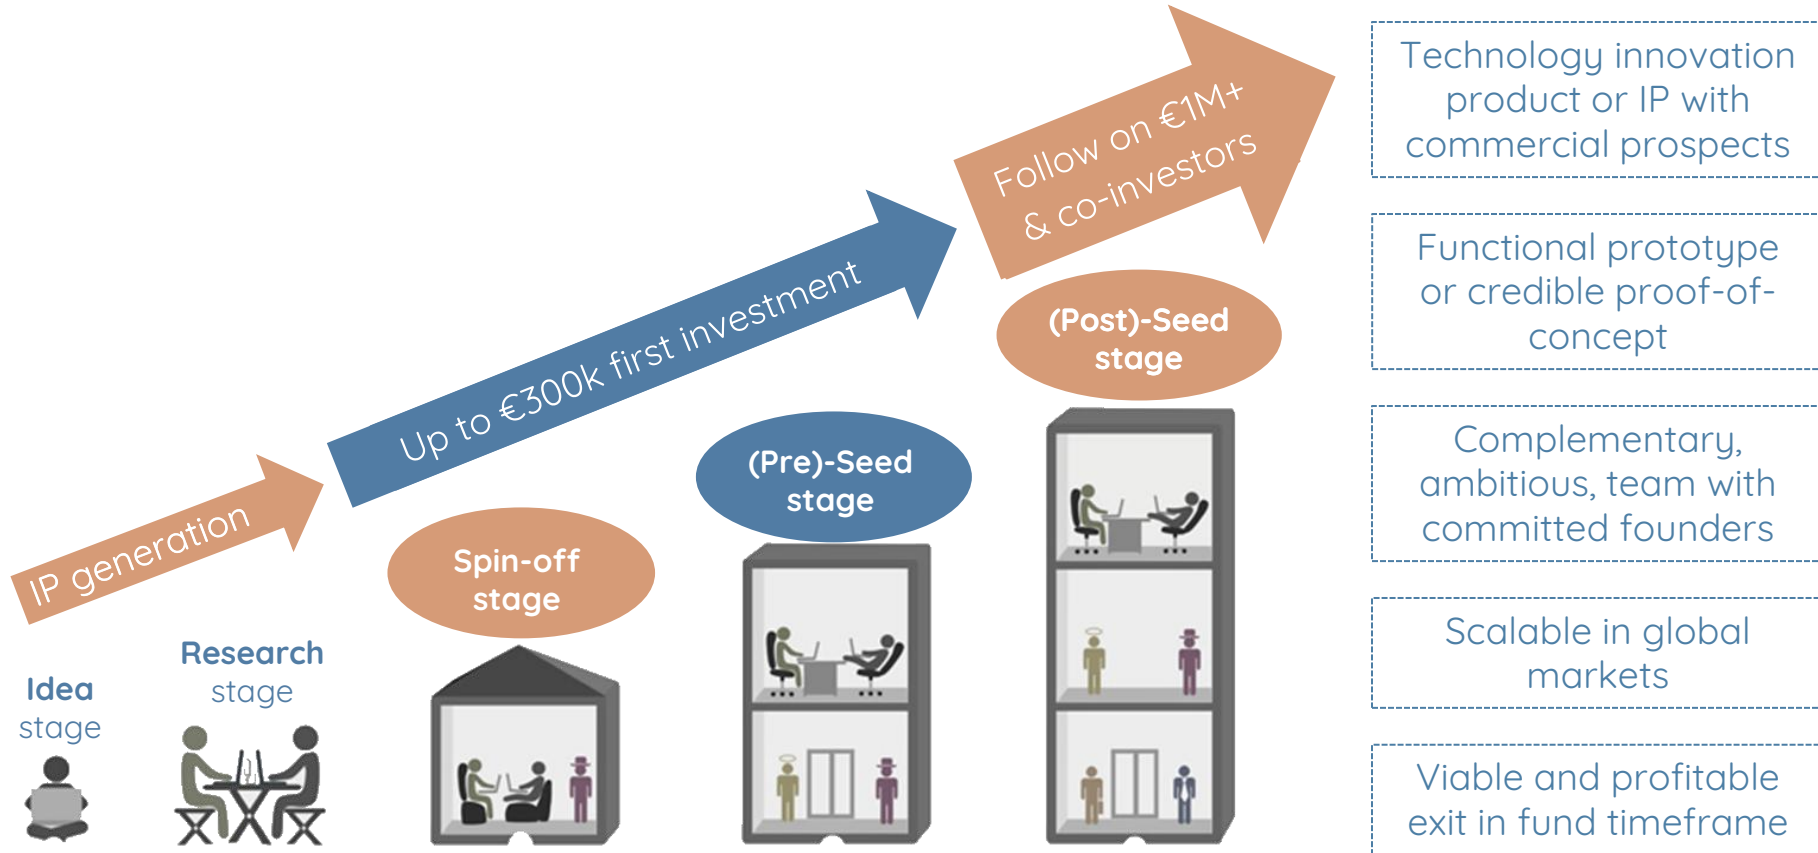 IP generation
Up to €300k first investment
Follow on €1M+
& co-investors
Idea
stage
Research
stage
Spin-off
stage
(Pre)-Seed
stage
(Post)-Seed
stage
Technology innovation
product or IP with
commercial prospects
Functional prototype
or credible proof-of-
concept
Complementary,
ambitious, team with
committed founders
Scalable in global
markets
Viable and profitable
exit in fund timeframe